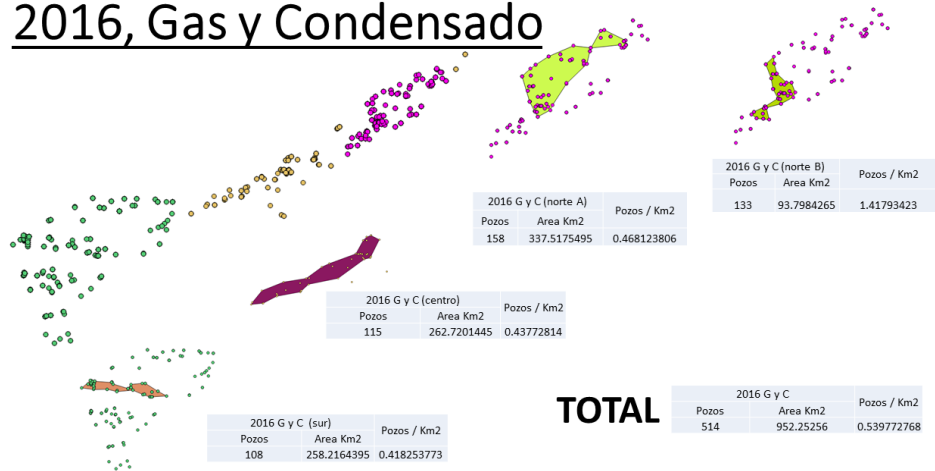 2016, Gas y Condensado
2016 G y C (norte B)
Pozos / Km2
Pozos Area Km2
133 93.7984265 1.41793423
2016 G y C (norte A)
Pozos / Km2
Pozos Area Km2
158 337.5175495 0.468123806
2016 G y C (centro)
Pozos / Km2
Pozos Area Km2
115 262.7201445 0.43772814
2016 G y C (sur)
Pozos / Km2
Pozos Area Km2
108 258.2164395 0.418253773
TOTAL
2016 G y C
Pozos / Km2
Pozos Area Km2
514 952.25256 0.539772768